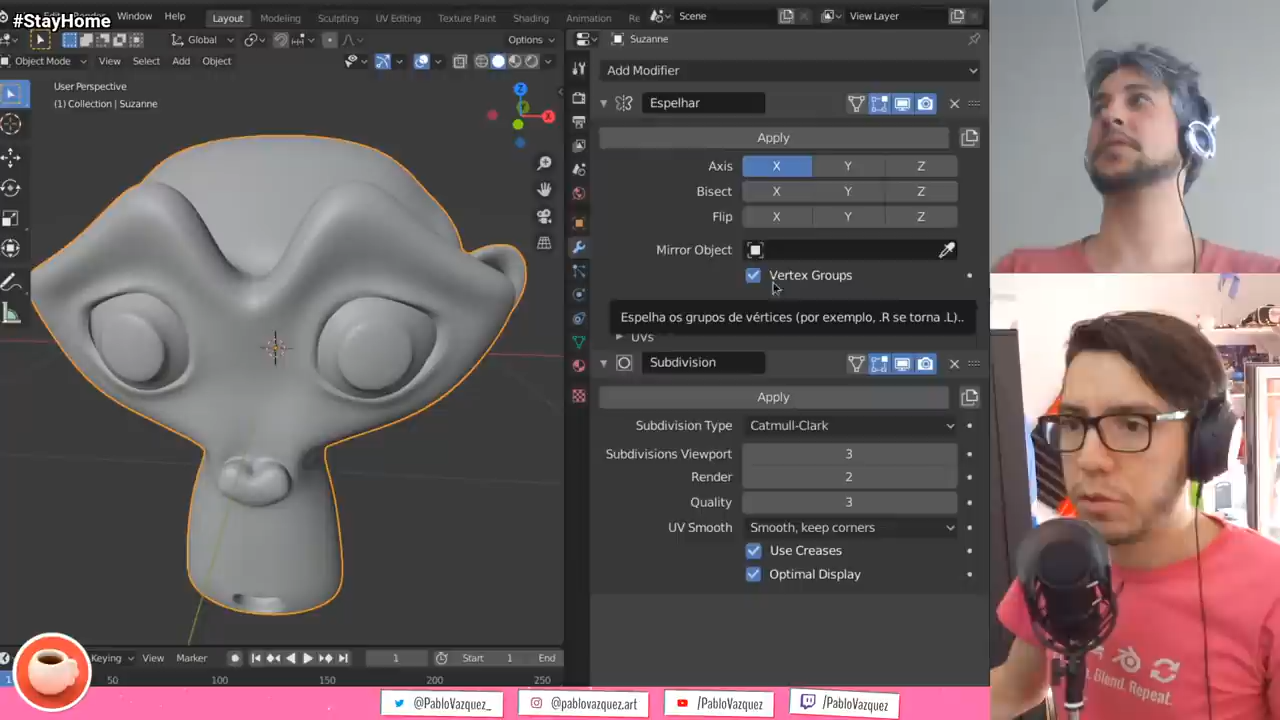 #StayHome
Window Help
Layout Modeling Sculpting UV Editing Texture Paint Shading Animation Re
Scene
View Layer
Global
Options
Suzanne
Object Mode View Select Add Object
User Perspective
(1) Collection | Suzanne
X
Add Modifier
Espelhar
Apply
Axis X Y Z
Bisect X Y Z
Flip X Y Z
Mirror Object
Vertex Groups
Espelha os grupos de vértices (por exemplo, .R se torna .L)..
UVs
Subdivision
Apply
Subdivision Type Catmull-Clark
Subdivisions Viewport 3
Render 2
Quality 3
UV Smooth Smooth, keep corners
Use Creases
Optimal Display
Keying View Marker
1
Start 1 End
1 50 100 150 200 250
@PabloVazquez_
@pablovazquez.art
/PabloVazquez
/PabloVazquez
Blend. Repeat.